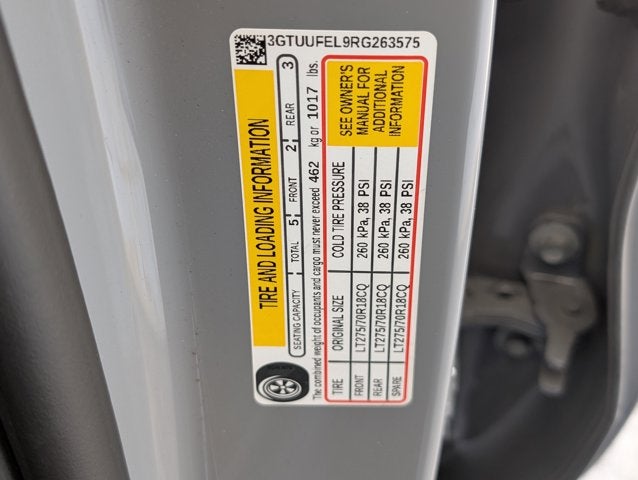 3GTUUFEL9RG263575
TIRE AND LOADING INFORMATION
SEATING CAPACITY TOTAL 5 FRONT 2 REAR 3
The combined weight of occupants and cargo must never exceed 462 kg or 1017 lbs.
TIRE ORIGINAL SIZE COLD TIRE PRESSURE
FRONT LT275/70R18CQ 260 kPa, 38 PSI
REAR LT275/70R18CQ 260 kPa, 38 PSI
SPARE LT275/70R18CQ 260 kPa, 38 PSI
SEE OWNER'S
MANUAL FOR
ADDITIONAL
INFORMATION